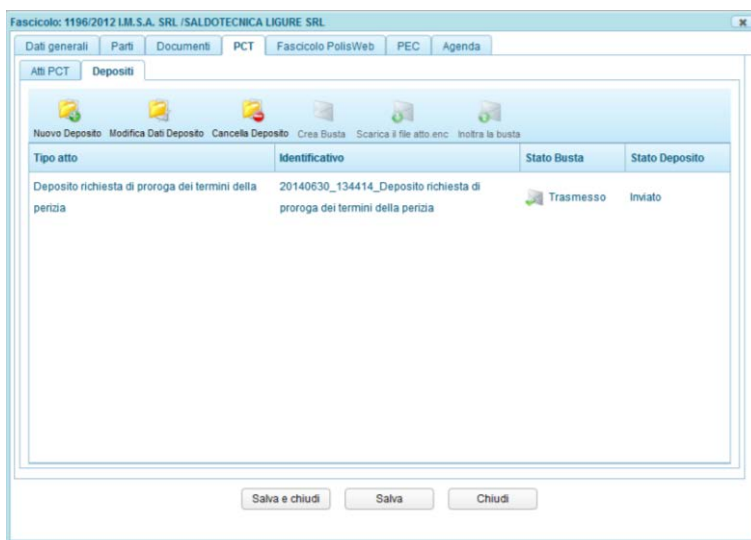 Fascicolo: 1196/2012 I.M.S.A. SRL /SALDOTECNICA LIGURE SRL
Dati generali Parti Documenti PCT Fascicolo PolisWeb PEC Agenda
Atti PCT Depositi
Nuovo Deposito Modifica Dati Deposito Cancella Deposito Crea Busta Scarica il file atto.enc Inoltra la busta
Tipo atto Identificativo Stato Busta Stato Deposito
Deposito richiesta di proroga dei termini della 20140630_134414_Deposito richiesta di
perizia proroga dei termini della perizia Trasmesso Inviato
Salva e chiudi Salva Chiudi